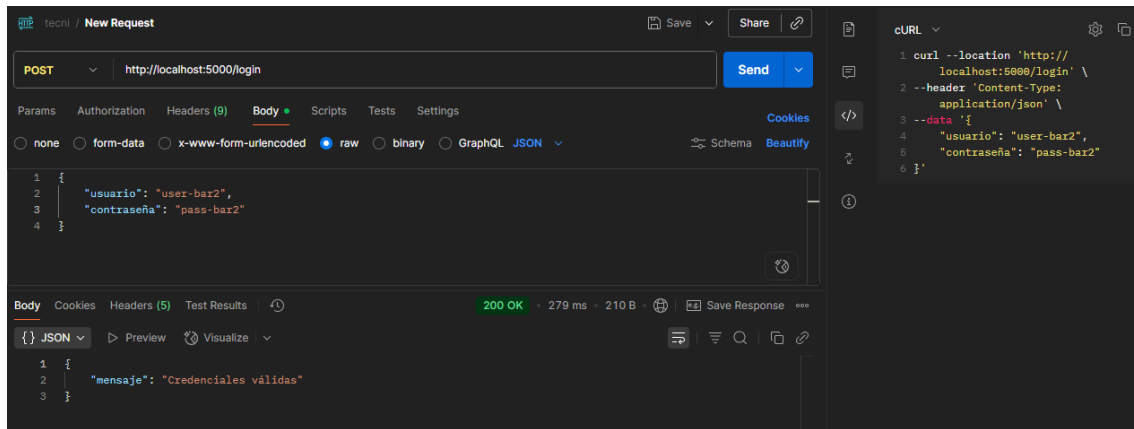 HTTP tecni / New Request
Save
Share
POST
http://localhost:5000/login
Send
Params Authorization Headers (9) Body Scripts Tests Settings
Cookies
none form-data x-www-form-urlencoded raw binary GraphQL JSON
Schema Beautify
1 {
2 "usuario": "user-bar2",
3 "contraseña": "pass-bar2"
4 }
Body Cookies Headers (5) Test Results
200 OK • 279 ms • 210 B
Save Response
{} JSON
Preview
Visualize
1 {
2 "mensaje": "Credenciales válidas"
3 }
cURL
1 curl --location 'http://
localhost:5000/login' \
2 --header 'Content-Type:
application/json' \
3 --data '{
4 "usuario": "user-bar2",
5 "contraseña": "pass-bar2"
6 }'